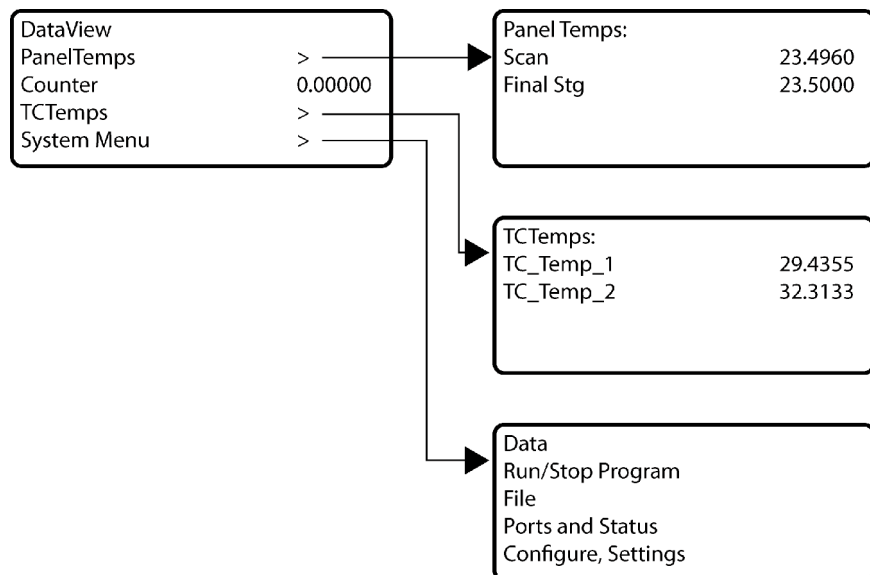 DataView
PanelTemps >
Counter 0.00000
TCTemps >
System Menu >
Panel Temps:
Scan 23.4960
Final Stg 23.5000
TCTemps:
TC_Temp_1 29.4355
TC_Temp_2 32.3133
Data
Run/Stop Program
File
Ports and Status
Configure, Settings